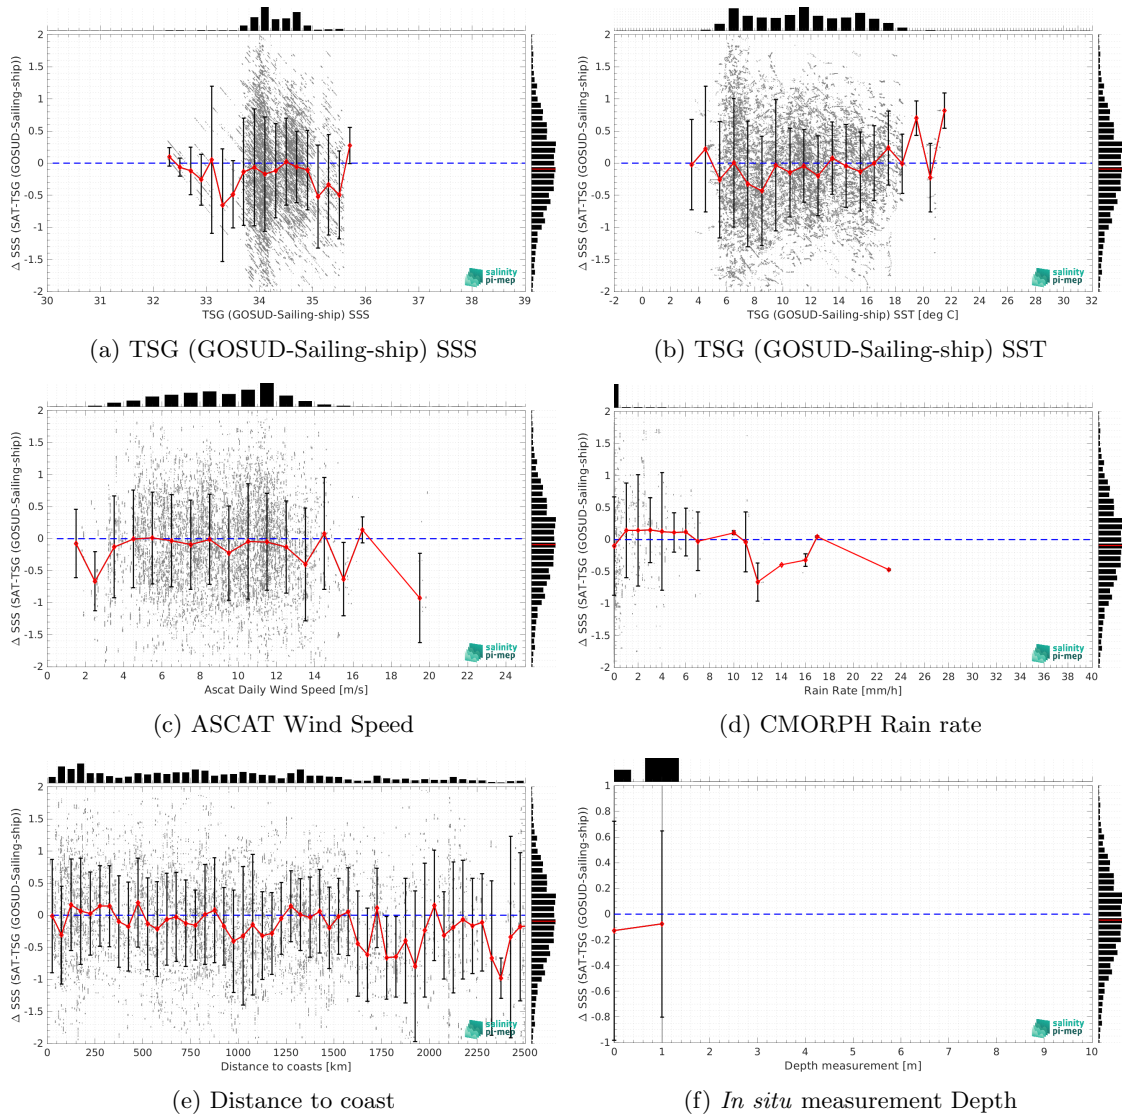 2
1.5
1
0.5
0
-0.5
-1
-1.5
-2
Δ SSS (SAT-TSG (GOSUD-Sailing-ship))
30 31 32 33 34 35 36 37 38 39
TSG (GOSUD-Sailing-ship) SSS
salinity
pi-mep
(a) TSG (GOSUD-Sailing-ship) SSS
2
1.5
1
0.5
0
-0.5
-1
-1.5
-2
Δ SSS (SAT-TSG (GOSUD-Sailing-ship))
-2 0 2 4 6 8 10 12 14 16 18 20 22 24 26 28 30 32
TSG (GOSUD-Sailing-ship) SST [deg C]
salinity
pi-mep
(b) TSG (GOSUD-Sailing-ship) SST
2
1.5
1
0.5
0
-0.5
-1
-1.5
-2
Δ SSS (SAT-TSG (GOSUD-Sailing-ship))
0 2 4 6 8 10 12 14 16 18 20 22 24
Ascat Daily Wind Speed [m/s]
salinity
pi-mep
(c) ASCAT Wind Speed
2
1.5
1
0.5
0
-0.5
-1
-1.5
-2
Δ SSS (SAT-TSG (GOSUD-Sailing-ship))
0 2 4 6 8 10 12 14 16 18 20 22 24 26 28 30 32 34 36 38 40
Rain Rate [mm/h]
salinity
pi-mep
(d) CMORPH Rain rate
2
1.5
1
0.5
0
-0.5
-1
-1.5
-2
Δ SSS (SAT-TSG (GOSUD-Sailing-ship))
0 250 500 750 1000 1250 1500 1750 2000 2250 2500
Distance to coasts [km]
salinity
pi-mep
(e) Distance to coast
1
0.8
0.6
0.4
0.2
0
-0.2
-0.4
-0.6
-0.8
-1
Δ SSS (SAT-TSG (GOSUD-Sailing-ship))
0 1 2 3 4 5 6 7 8 9 10
Depth measurement [m]
salinity
pi-mep
(f) In situ measurement Depth